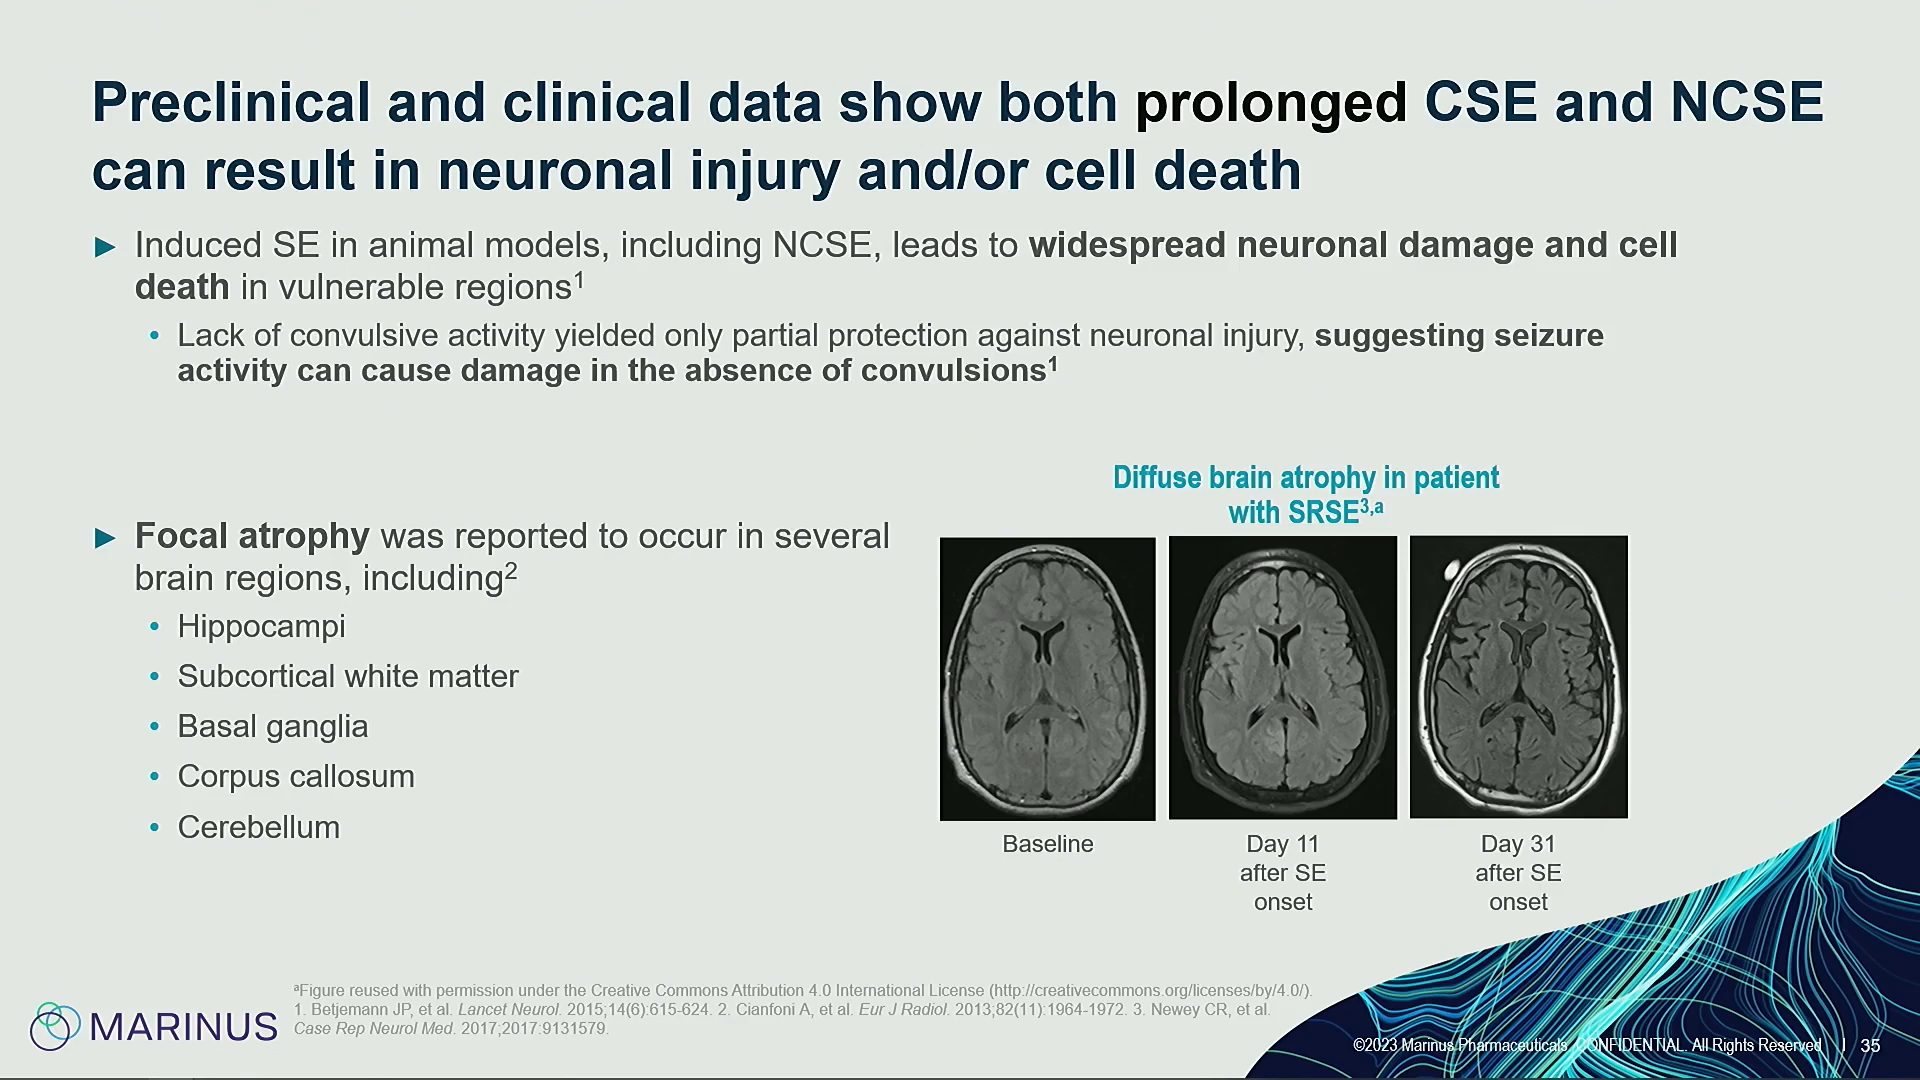 Preclinical and clinical data show both prolonged CSE and NCSE
can result in neuronal injury and/or cell death
► Induced SE in animal models, including NCSE, leads to widespread neuronal damage and cell
death in vulnerable regions1
• Lack of convulsive activity yielded only partial protection against neuronal injury, suggesting seizure
activity can cause damage in the absence of convulsions1
► Focal atrophy was reported to occur in several
brain regions, including2
• Hippocampi
• Subcortical white matter
• Basal ganglia
• Corpus callosum
• Cerebellum
Diffuse brain atrophy in patient
with SRSE3,a
Baseline
Day 11
after SE
onset
Day 31
after SE
onset
aFigure reused with permission under the Creative Commons Attribution 4.0 International License (http://creativecommons.org/licenses/by/4.0/).
1. Betjemann JP, et al. Lancet Neurol. 2015;14(6):615-624. 2. Cianfoni A, et al. Eur J Radiol. 2013;82(11):1964-1972. 3. Newey CR, et al.
Case Rep Neurol Med. 2017;2017:9131579.
MARINUS
©2023 Marinus Pharmaceuticals. CONFIDENTIAL. All Rights Reserved | 35